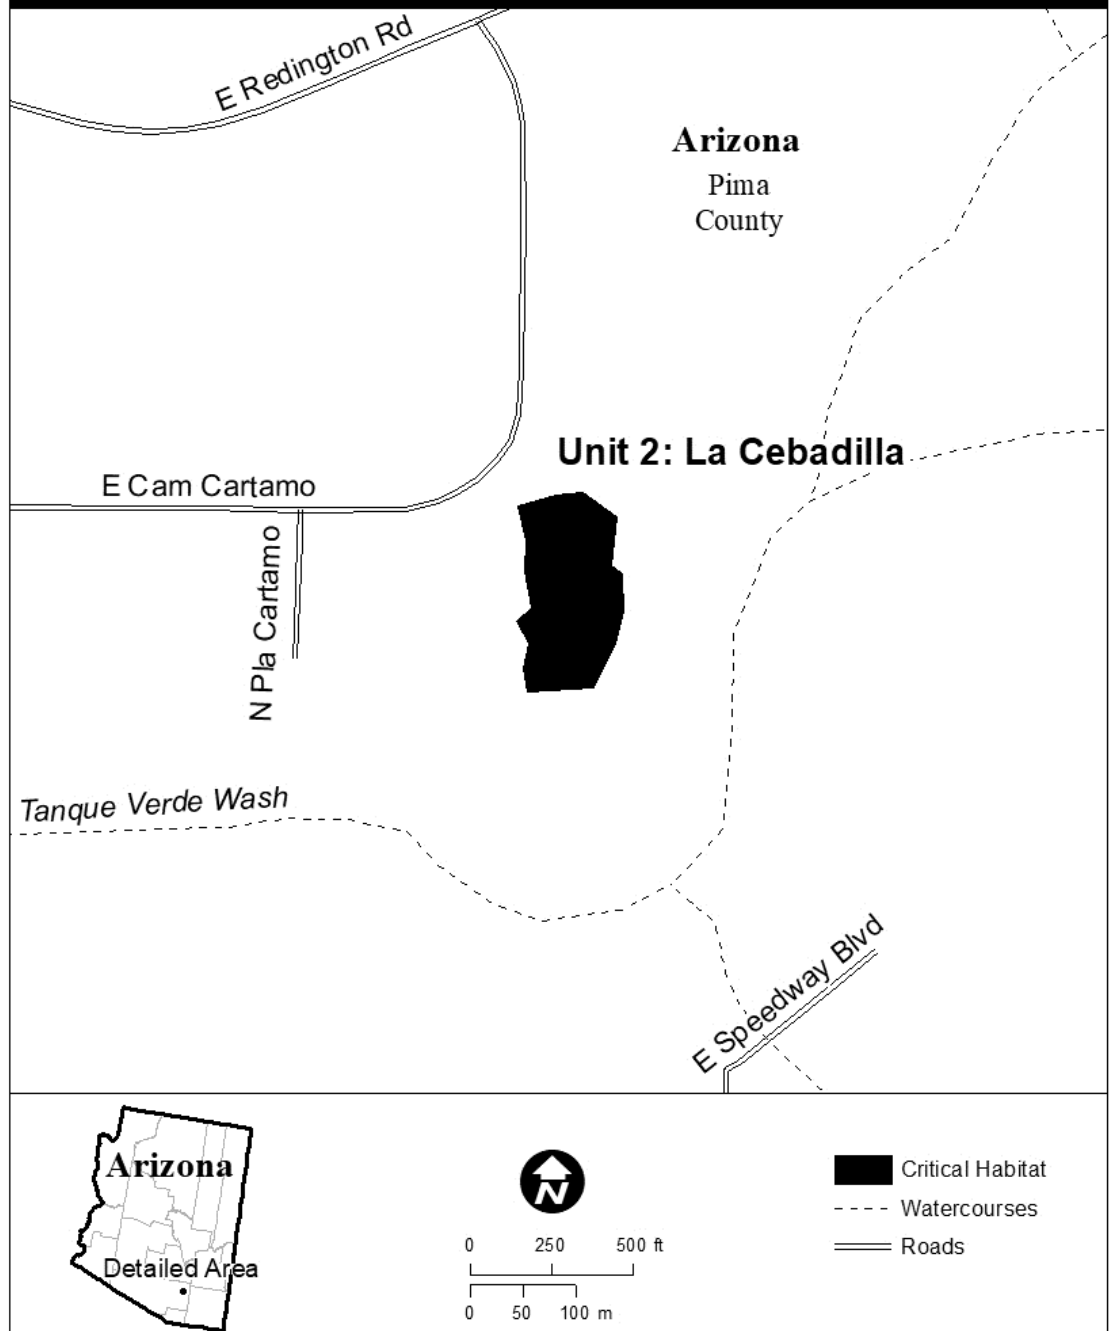 E Redington Rd
Arizona
Pima
County
Unit 2: La Cebadilla
E Cam Cartamo
N Pla Cartamo
Tanque Verde Wash
E Speedway Blvd
Arizona
Detailed Area
N
0 250 500 ft
0 50 100 m
Critical Habitat
Watercourses
Roads